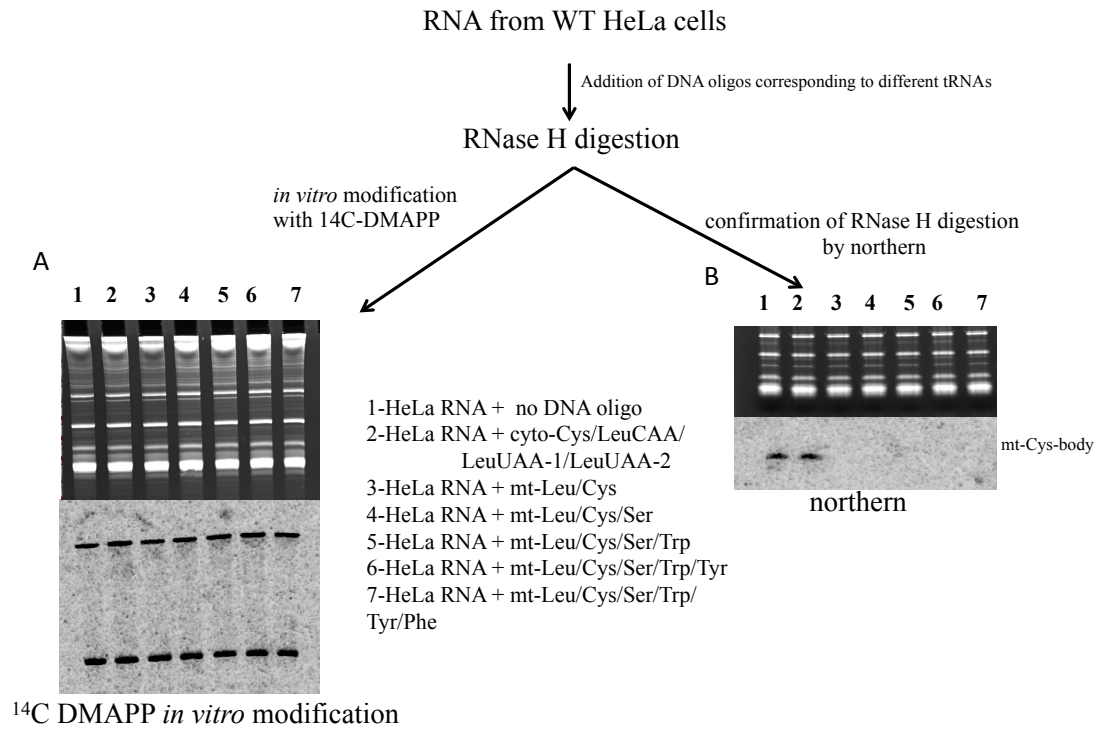 RNA from WT HeLa cells
Addition of DNA oligos corresponding to different tRNAs
RNase H digestion
in vitro modification
with 14C-DMAPP
confirmation of RNase H digestion
by northern
A
1 2 3 4 5 6 7
B
1 2 3 4 5 6 7
1-HeLa RNA + no DNA oligo
2-HeLa RNA + cyto-Cys/LeuCAA/
LeuUAA-1/LeuUAA-2
3-HeLa RNA + mt-Leu/Cys
4-HeLa RNA + mt-Leu/Cys/Ser
5-HeLa RNA + mt-Leu/Cys/Ser/Trp
6-HeLa RNA + mt-Leu/Cys/Ser/Trp/Tyr
7-HeLa RNA + mt-Leu/Cys/Ser/Trp/
Tyr/Phe
mt-Cys-body
northern
¹⁴C DMAPP in vitro modification